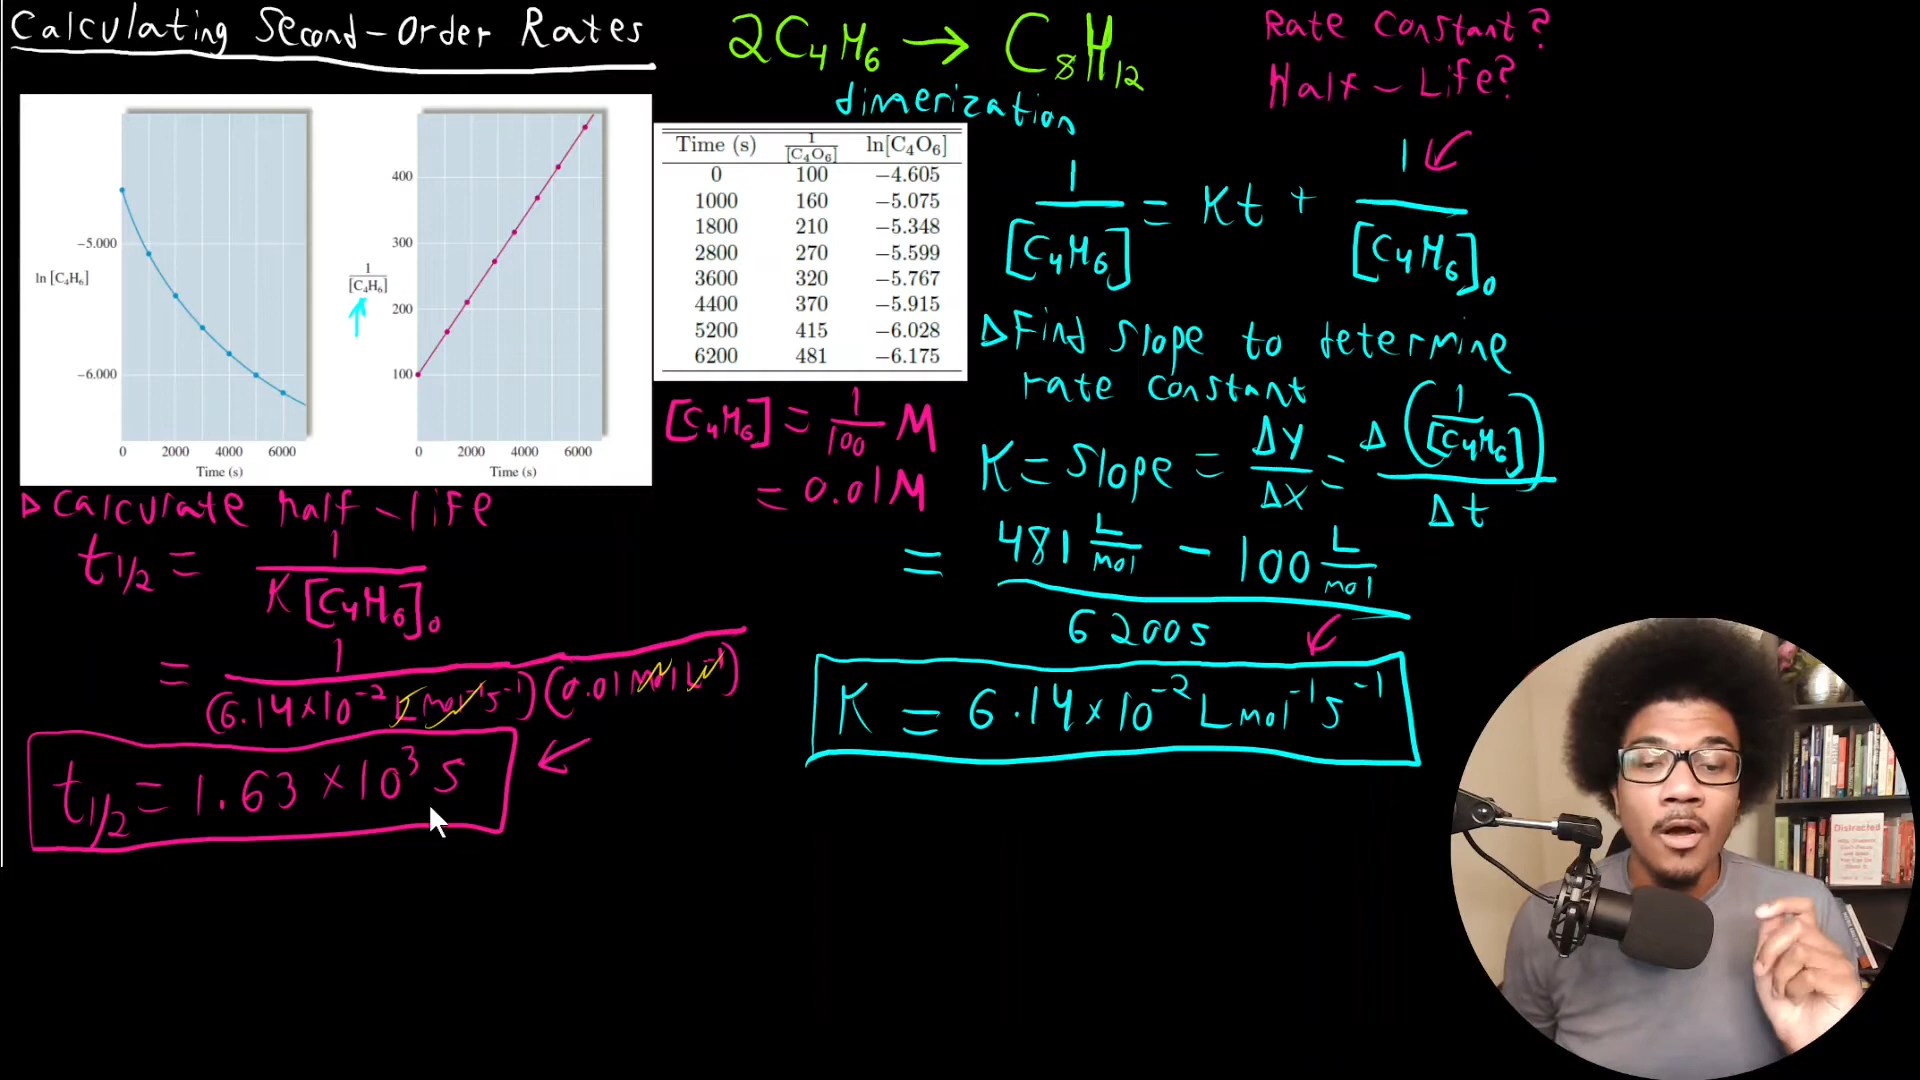 Calculating Second-Order Rates
2C₄H₆ → C₈H₁₂
dimerization
Rate Constant?
Half-Life?
ln [C₄H₆]
-5.000
-6.000
0 2000 4000 6000
Time (s)
1/[C₄H₆]
400
300
200
100
0 2000 4000 6000
Time (s)
Time (s) 1/[C₄O₆] ln[C₄O₆]
0 100 −4.605
1000 160 −5.075
1800 210 −5.348
2800 270 −5.599
3600 320 −5.767
4400 370 −5.915
5200 415 −6.028
6200 481 −6.175
1/[C₄H₆] = Kt + 1/[C₄H₆]₀
Δ Find Slope to determine
rate constant
K = Slope = Δy/Δx = Δ(1/[C₄H₆])/Δt
= (481 L/mol − 100 L/mol)/6200s
K = 6.14 × 10⁻² L mol⁻¹ s⁻¹
[C₄H₆] = 1/100 M
= 0.01M
Δ Calculate half-life
t1/2 = 1/K[C₄H₆]₀
= 1/(6.14×10⁻² L mol⁻¹ s⁻¹)(0.01 mol L⁻¹)
t1/2 = 1.63 × 10³ s
Distracted